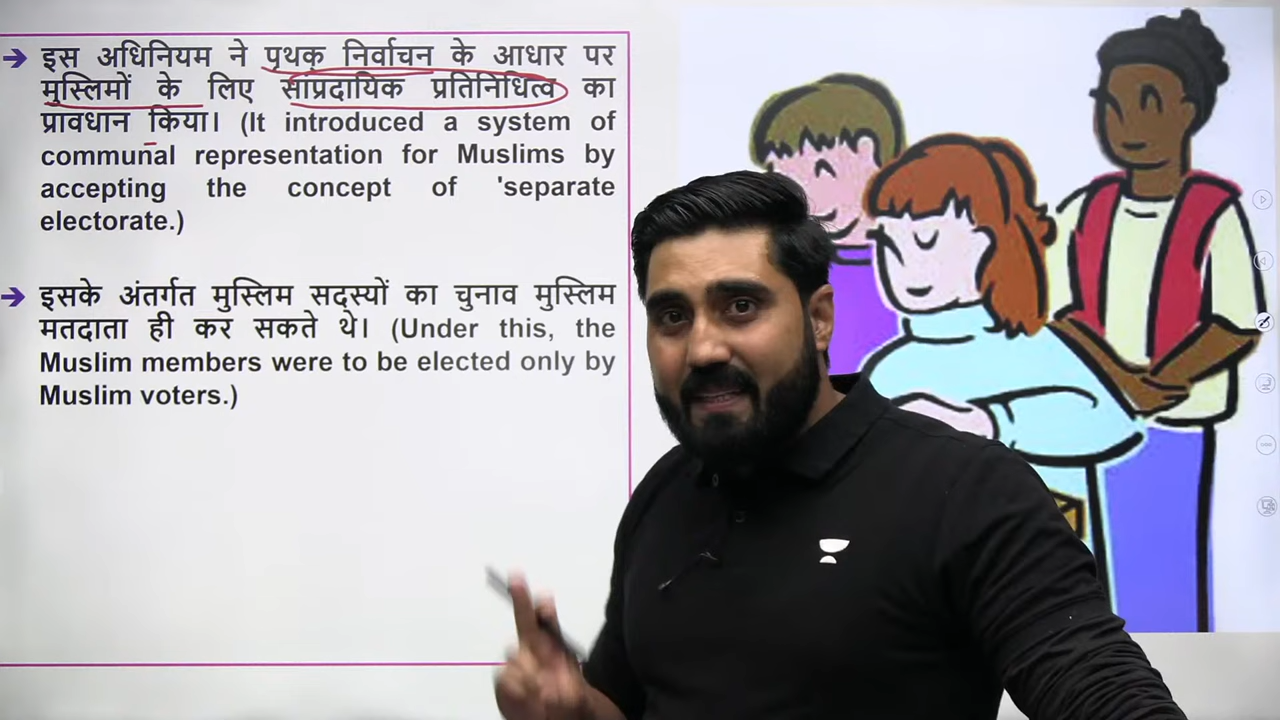 इस अधिनियम ने पृथक् निर्वाचन के आधार पर
मुस्लिमों के लिए सांप्रदायिक प्रतिनिधित्व का
प्रावधान किया। (It introduced a system of
communal representation for Muslims by
accepting the concept of 'separate
electorate.)
इसके अंतर्गत मुस्लिम सदस्यों का चुनाव मुस्लिम
मतदाता ही कर सकते थे। (Under this, the
Muslim members were to be elected only by
Muslim voters.)